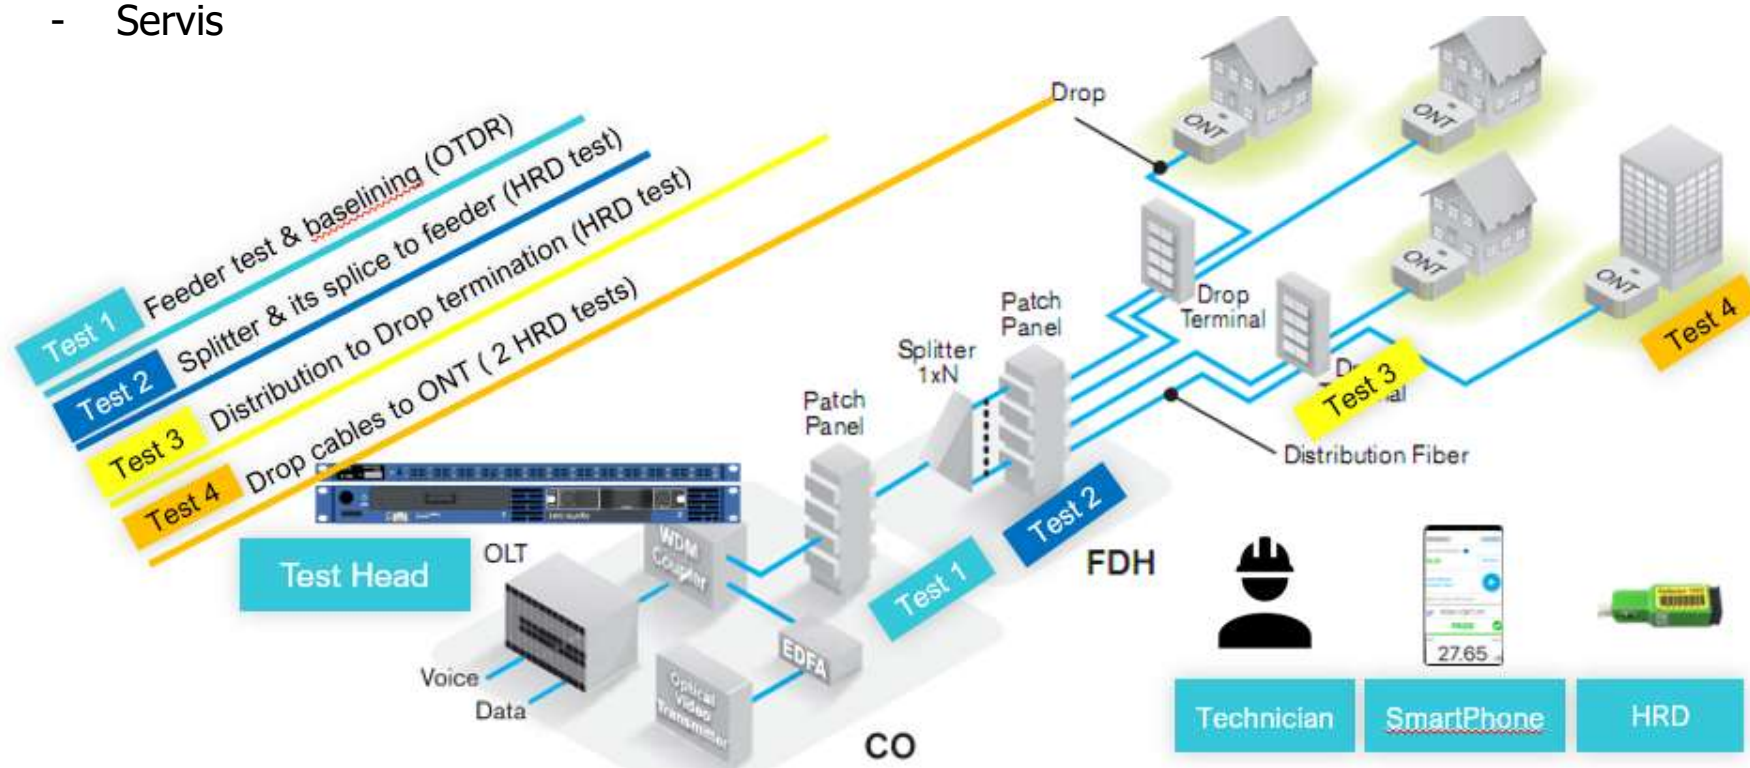 - Servis
Test 1 Feeder test & baselining (OTDR)
Test 2 Splitter & its splice to feeder (HRD test)
Test 3 Distribution to Drop termination (HRD test)
Test 4 Drop cables to ONT ( 2 HRD tests)
Test Head
OLT
WDM
Coupler
Voice
Data
Optical
Video
Transmitter
EDFA
CO
Patch
Panel
Splitter
1xN
Patch
Panel
Test 1
Test 2
FDH
Drop
ONT
ONT
ONT
ONT
Drop
Terminal
Test 3
Test 4
Distribution Fiber
27.65
Technician
SmartPhone
HRD